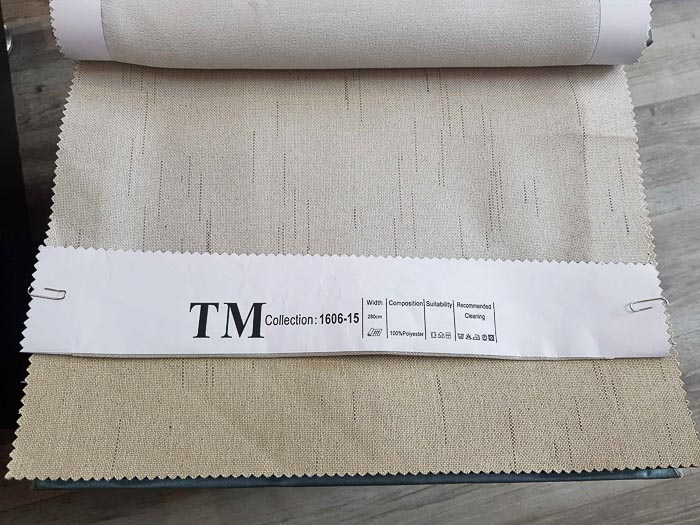 TM Collection: 1606-15
Width
280cm
Composition
100%Polyester
Suitability
Recommended
Cleaning